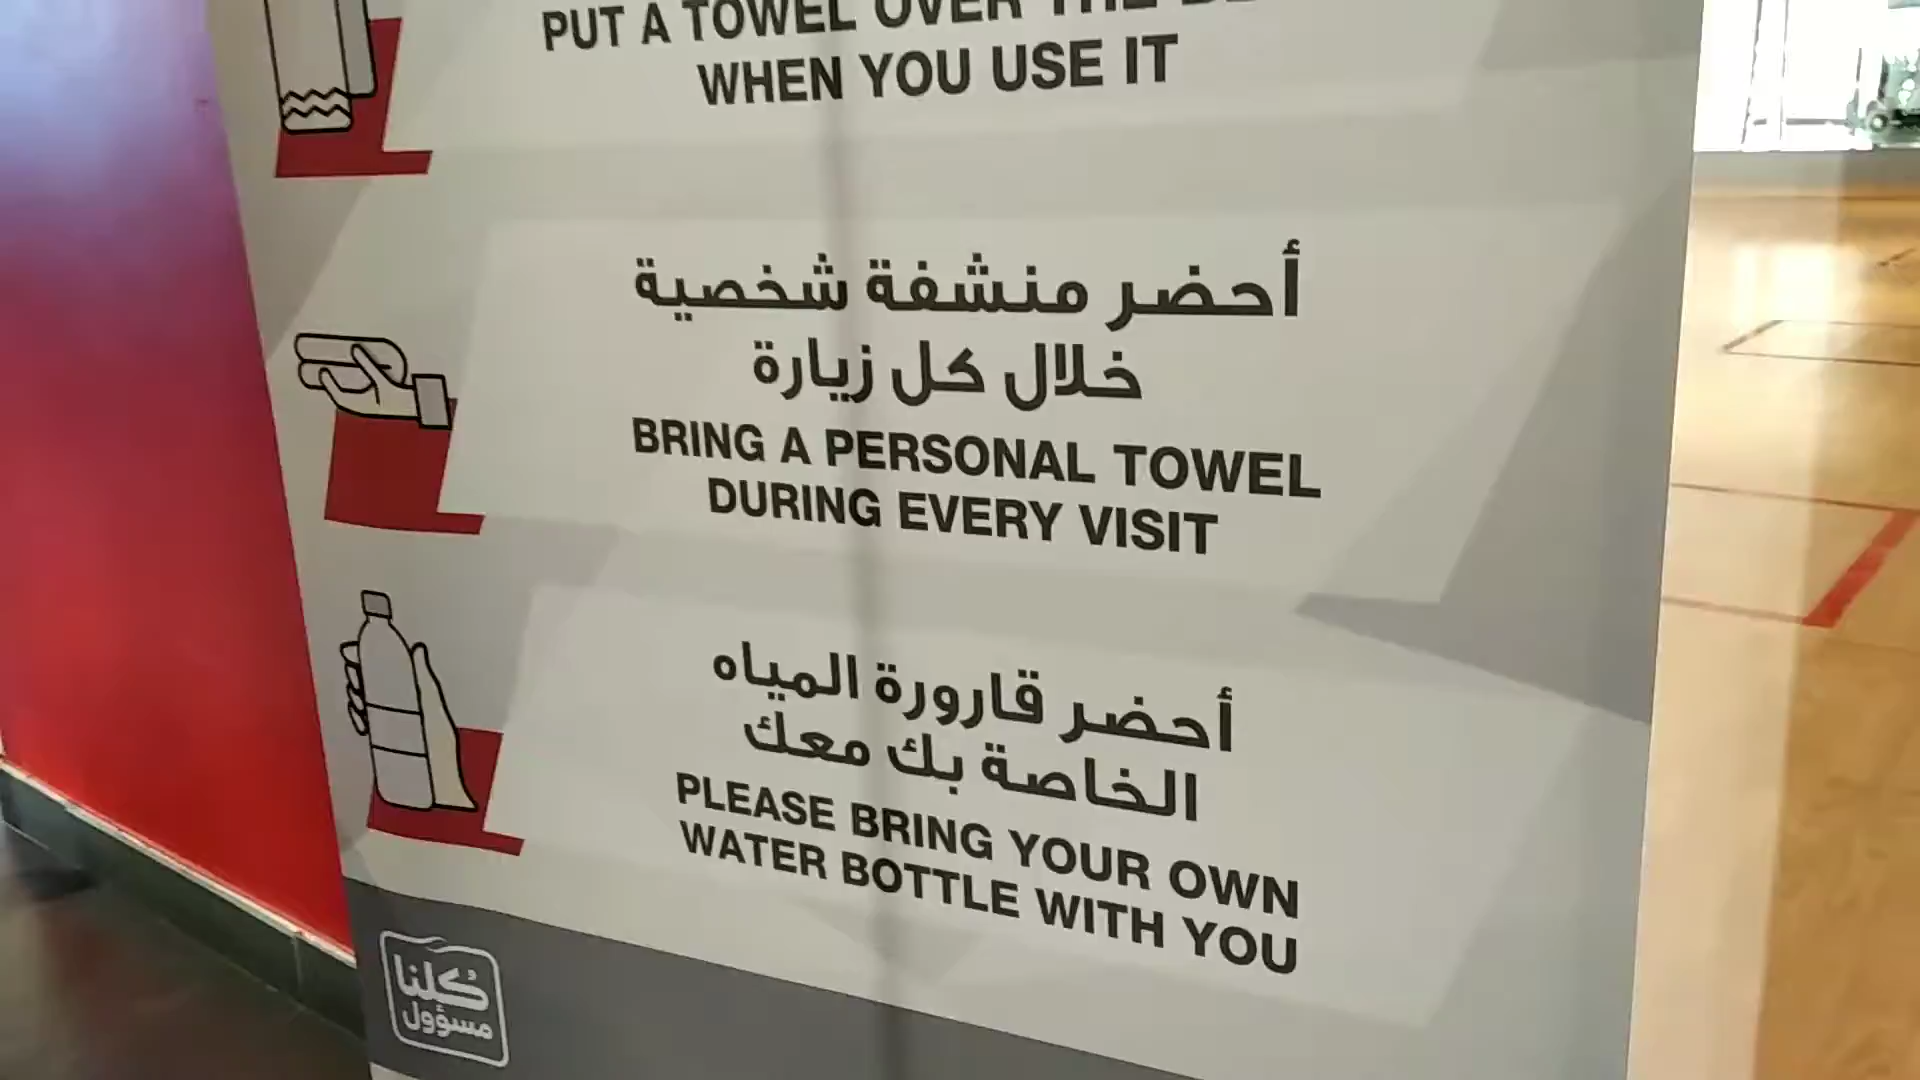 PUT A TOWEL OVER THE
WHEN YOU USE IT
أحضر منشفة شخصية
خلال كل زيارة
BRING A PERSONAL TOWEL
DURING EVERY VISIT
أحضر قارورة المياه
الخاصة بك معك
PLEASE BRING YOUR OWN
WATER BOTTLE WITH YOU
كُلنا
مسؤول